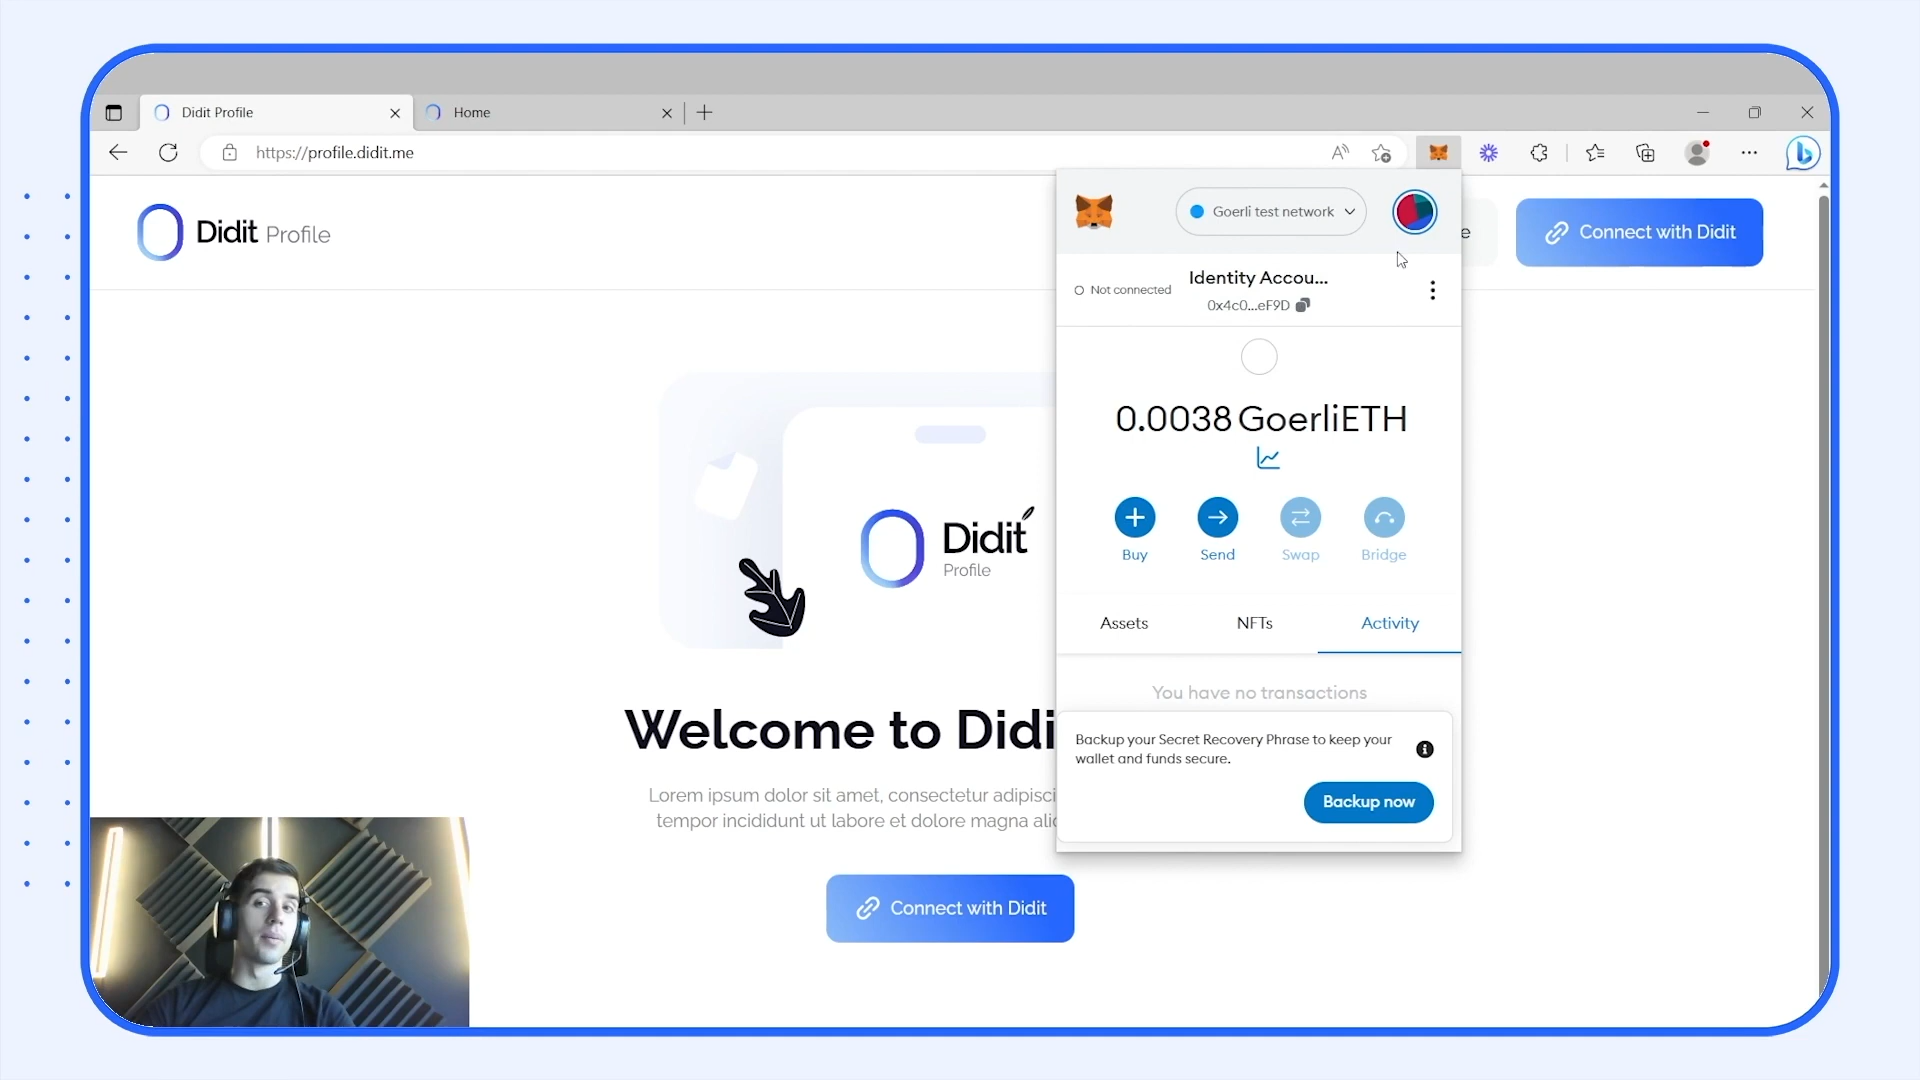 Didit Profile
Home
https://profile.didit.me
Didit Profile
Goerli test network
e
Connect with Didit
Not connected
Identity Accou...
0x4c0...eF9D
0.0038 GoerliETH
Buy
Send
Swap
Bridge
Assets
NFTs
Activity
You have no transactions
Backup your Secret Recovery Phrase to keep your
wallet and funds secure.
Backup now
Didit
Profile
Welcome to Didi
Lorem ipsum dolor sit amet, consectetur adipisci
tempor incididunt ut labore et dolore magna alic
Connect with Didit